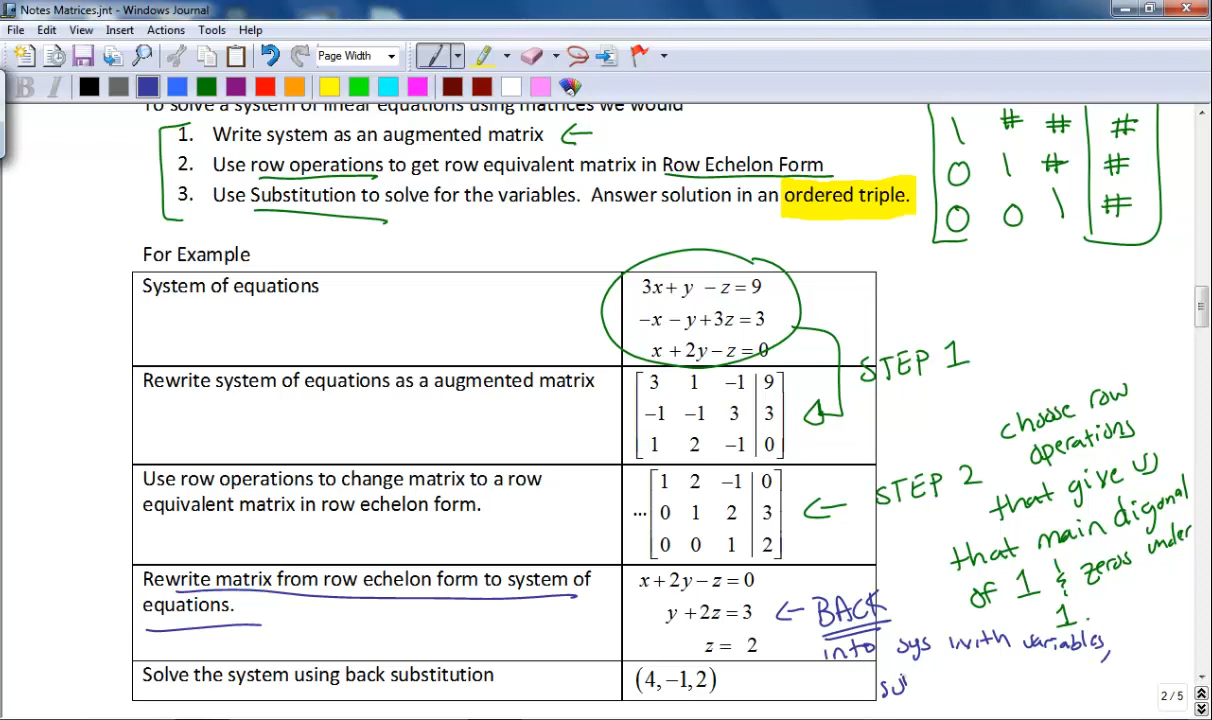 Notes Matrices.jnt - Windows Journal
File Edit View Insert Actions Tools Help
Page Width
B I
To solve a system of linear equations using matrices we would
1. Write system as an augmented matrix ←
2. Use row operations to get row equivalent matrix in Row Echelon Form
3. Use Substitution to solve for the variables. Answer solution in an ordered triple.
1 # # #
0 1 # #
0 0 1 #
For Example
System of equations
3x + y - z = 9
-x - y + 3z = 3
x + 2y - z = 0
STEP 1
Rewrite system of equations as a augmented matrix
3 1 -1 | 9
-1 -1 3 | 3
1 2 -1 | 0
Use row operations to change matrix to a row
equivalent matrix in row echelon form.
1 2 -1 | 0
... 0 1 2 | 3
0 0 1 | 2
← STEP 2
choose row
operations
that give us
that main digonal
of 1 & zeros under
1.
Rewrite matrix from row echelon form to system of
equations.
x + 2y - z = 0
y + 2z = 3
z = 2
← BACK
into sys with variables,
Solve the system using back substitution
(4, -1, 2)
2 / 5